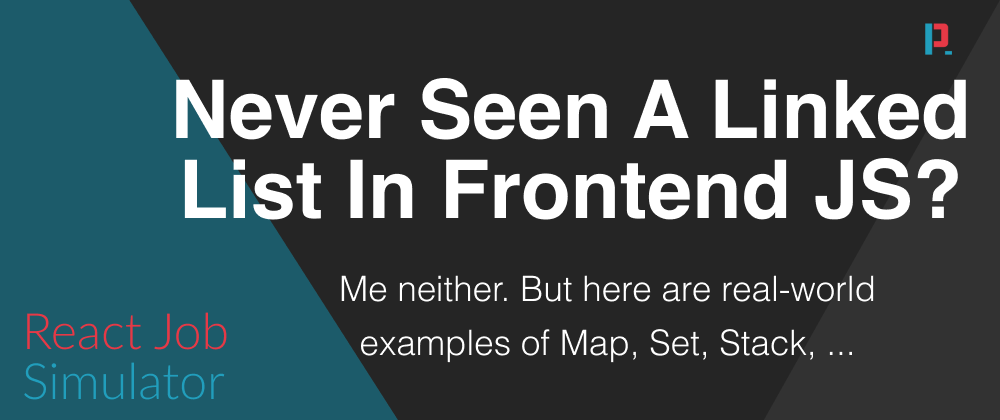 P.
Never Seen A Linked
List In Frontend JS?
Me neither. But here are real-world
examples of Map, Set, Stack, ...
React Job
Simulator